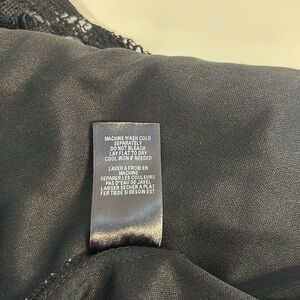 MACHINE WASH COLD
SEPARATELY
DO NOT BLEACH
LAY FLAT TO DRY
COOL IRON IF NEEDED
LAVER A FROID EN
MACHINE
SEPARER LES COULEURS
PAS D'EAU DE JAVEL
LAISSER SECHER A PLAT
FER TIEDE SI BESOIN EST